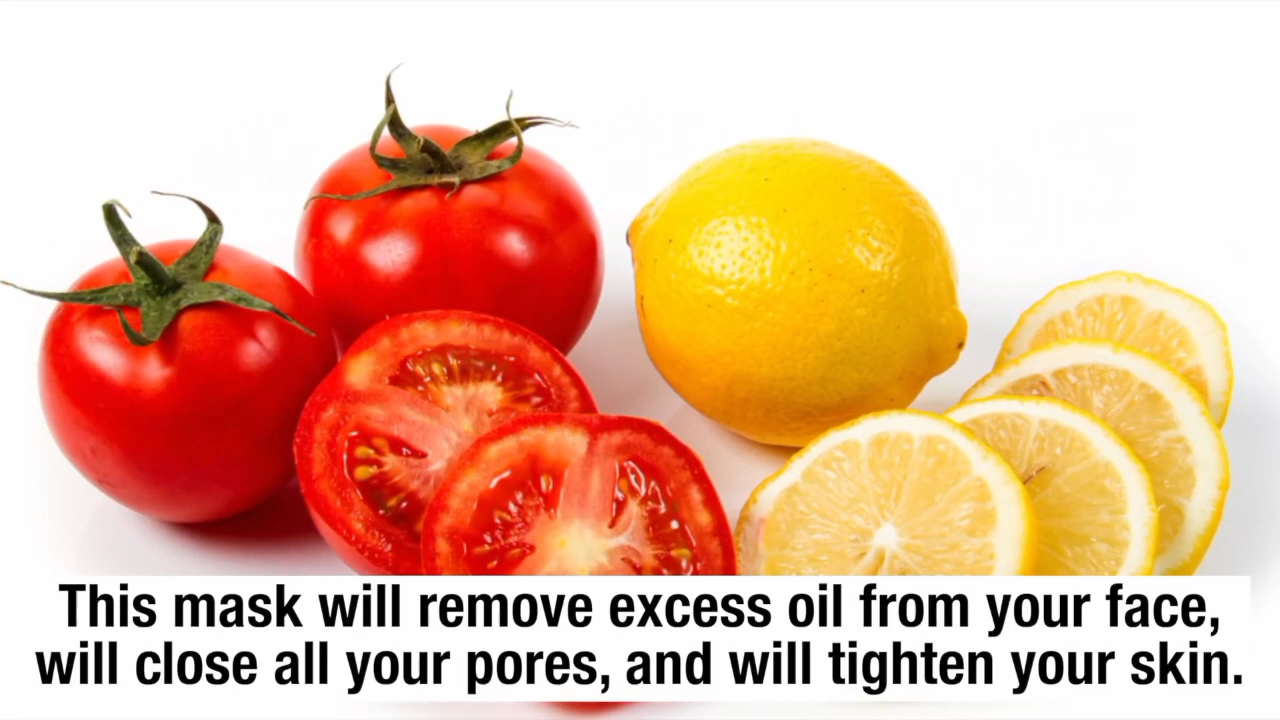 This mask will remove excess oil from your face,
will close all your pores, and will tighten your skin.